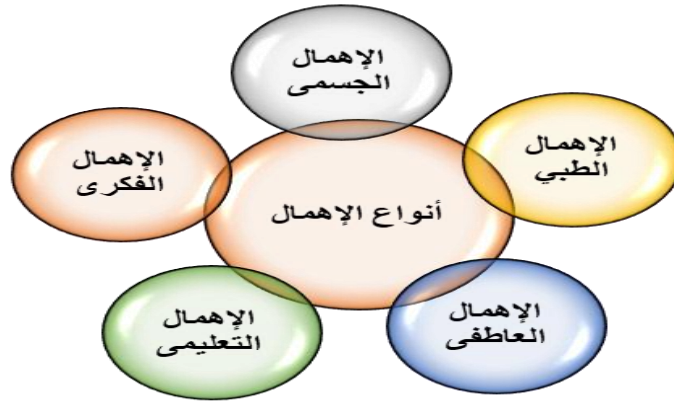 الإهمال
الجسمى
الإهمال
الطبي
الإهمال
الفكرى
أنواع الإهمال
الإهمال
العاطفى
الإهمال
التعليمى